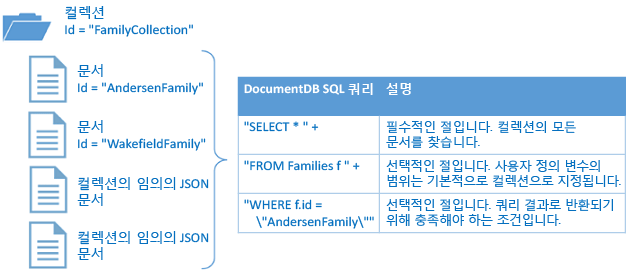 컬렉션
Id = "FamilyCollection"
문서
Id = "AndersenFamily"
문서
Id = "WakefieldFamily"
컬렉션의 임의의 JSON
문서
컬렉션의 임의의 JSON
문서
DocumentDB SQL 쿼리 설명
"SELECT * " + 필수적인 절입니다. 컬렉션의 모든
문서를 찾습니다.
"FROM Families f " + 선택적인 절입니다. 사용자 정의 변수의
범위는 기본적으로 컬렉션으로 지정됩니다.
"WHERE f.id = 선택적인 절입니다. 쿼리 결과로 반환되기
\"AndersenFamily\"" 위해 충족해야 하는 조건입니다.